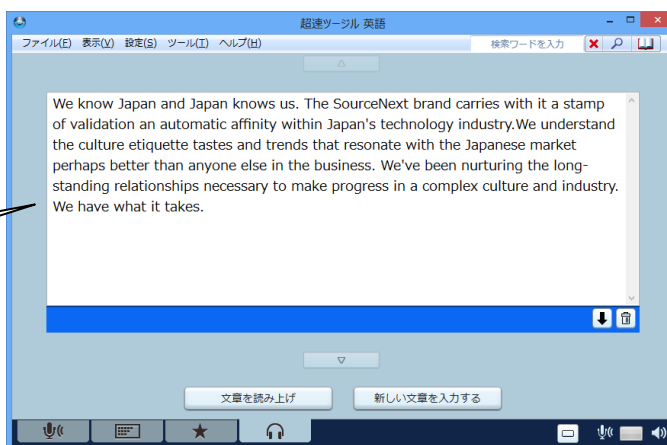 超速ツージル 英語
ファイル(F) 表示(V) 設定(S) ツール(T) ヘルプ(H) 検索ワードを入力
We know Japan and Japan knows us. The SourceNext brand carries with it a stamp
of validation an automatic affinity within Japan's technology industry.We understand
the culture etiquette tastes and trends that resonate with the Japanese market
perhaps better than anyone else in the business. We've been nurturing the long-
standing relationships necessary to make progress in a complex culture and industry.
We have what it takes.
文章を読み上げ 新しい文章を入力する